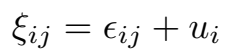 ξ_{ij} = ϵ_{ij} + u_i